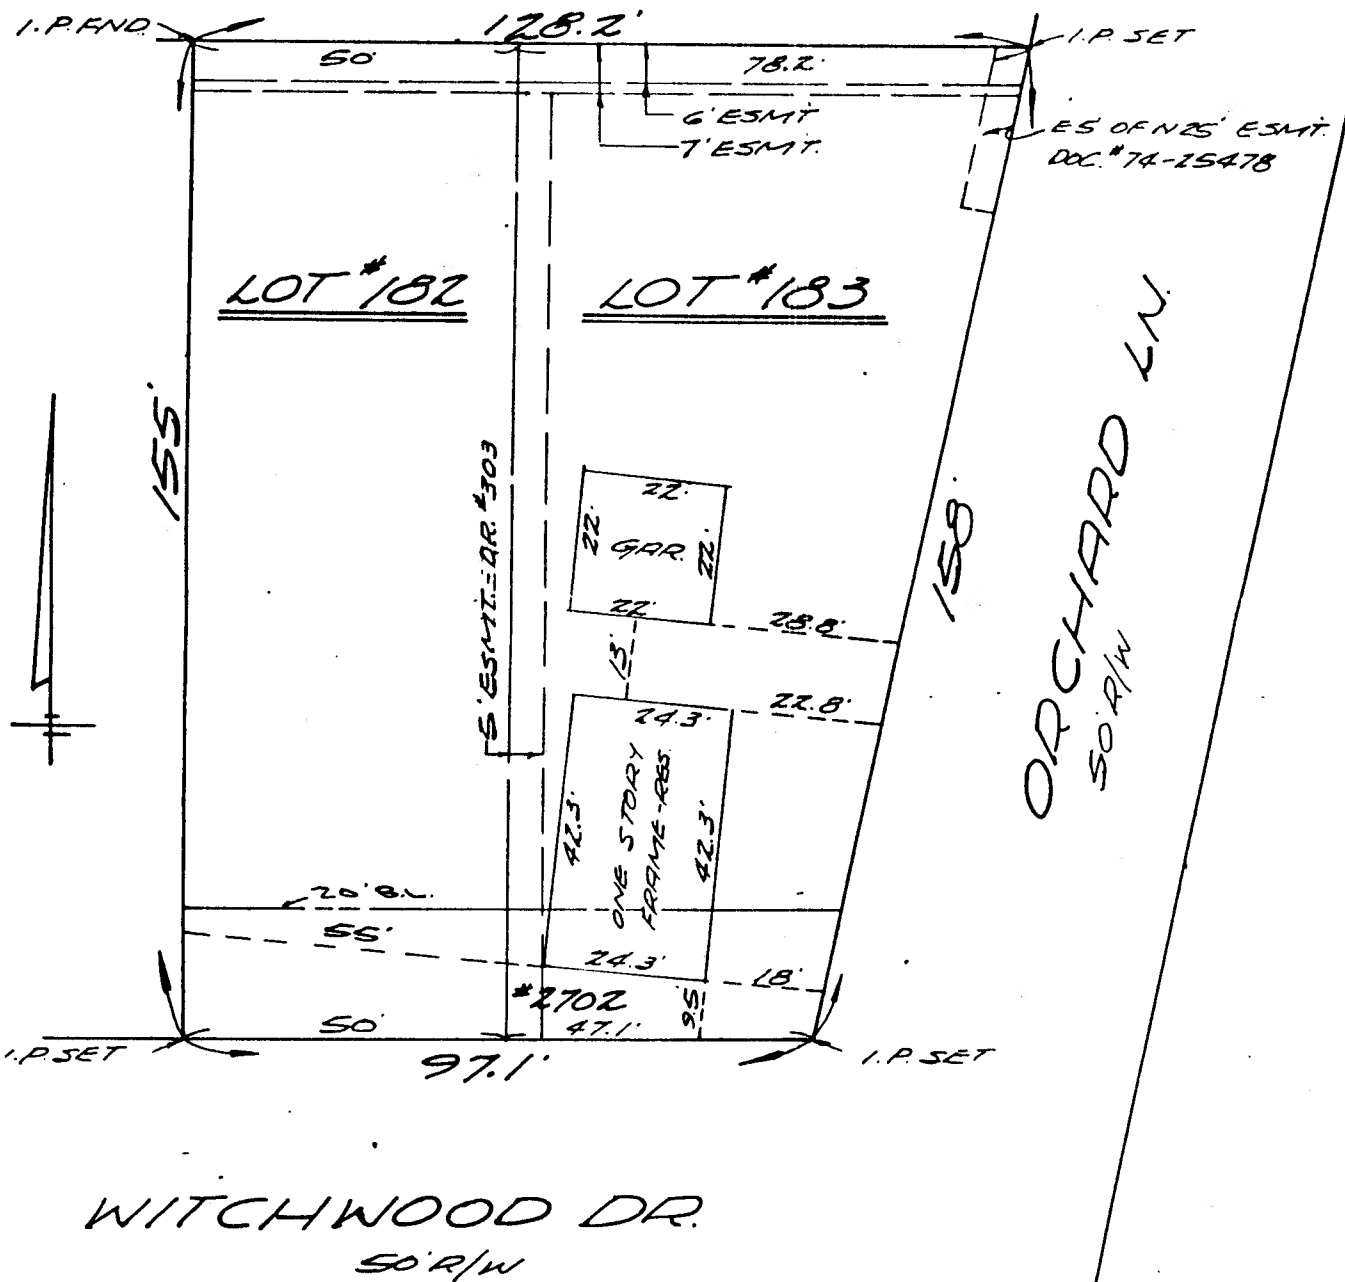 I.P. FND.
128.2'
I.P. SET
50'
78.2'
6' ESMT
7' ESMT.
E5' OF N25' ESMT.
DOC. #74-25478
LOT #182
LOT #183
155'
5' ESMT. = DR. #303
22'
22'
GAR.
22'
22'
28.8'
13'
158'
ORCHARD LN.
50' R/W
24.3'
22.8'
42.3'
ONE STORY
FRAME-RES.
42.3'
20' B.L.
55'
24.3'
18'
#2702
9.5
50'
47.1'
I.P. SET
97.1'
I.P. SET
WITCHWOOD DR.
50' R/W